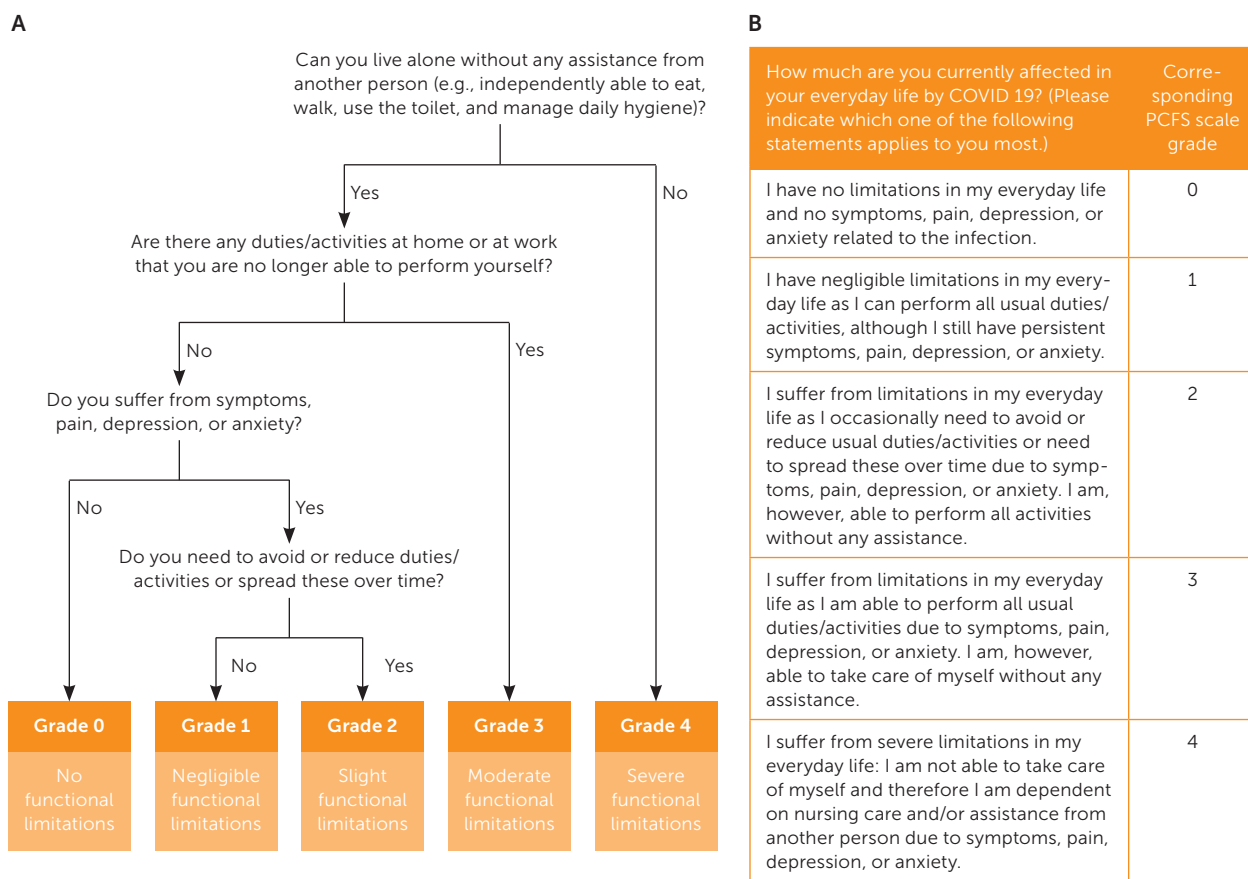 A
Can you live alone without any assistance from
another person (e.g., independently able to eat,
walk, use the toilet, and manage daily hygiene)?
Yes
No
Are there any duties/activities at home or at work
that you are no longer able to perform yourself?
No
Yes
Do you suffer from symptoms,
pain, depression, or anxiety?
No
Yes
Do you need to avoid or reduce duties/
activities or spread these over time?
No
Yes
Grade 0
No
functional
limitations
Grade 1
Negligible
functional
limitations
Grade 2
Slight
functional
limitations
Grade 3
Moderate
functional
limitations
Grade 4
Severe
functional
limitations
B
How much are you currently affected in
your everyday life by COVID 19? (Please
indicate which one of the following
statements applies to you most.)
Corre-
sponding
PCFS scale
grade
I have no limitations in my everyday life
and no symptoms, pain, depression, or
anxiety related to the infection.
0
I have negligible limitations in my every-
day life as I can perform all usual duties/
activities, although I still have persistent
symptoms, pain, depression, or anxiety.
1
I suffer from limitations in my everyday
life as I occasionally need to avoid or
reduce usual duties/activities or need
to spread these over time due to symp-
toms, pain, depression, or anxiety. I am,
however, able to perform all activities
without any assistance.
2
I suffer from limitations in my everyday
life as I am able to perform all usual
duties/activities due to symptoms, pain,
depression, or anxiety. I am, however,
able to take care of myself without any
assistance.
3
I suffer from severe limitations in my
everyday life: I am not able to take care
of myself and therefore I am dependent
on nursing care and/or assistance from
another person due to symptoms, pain,
depression, or anxiety.
4